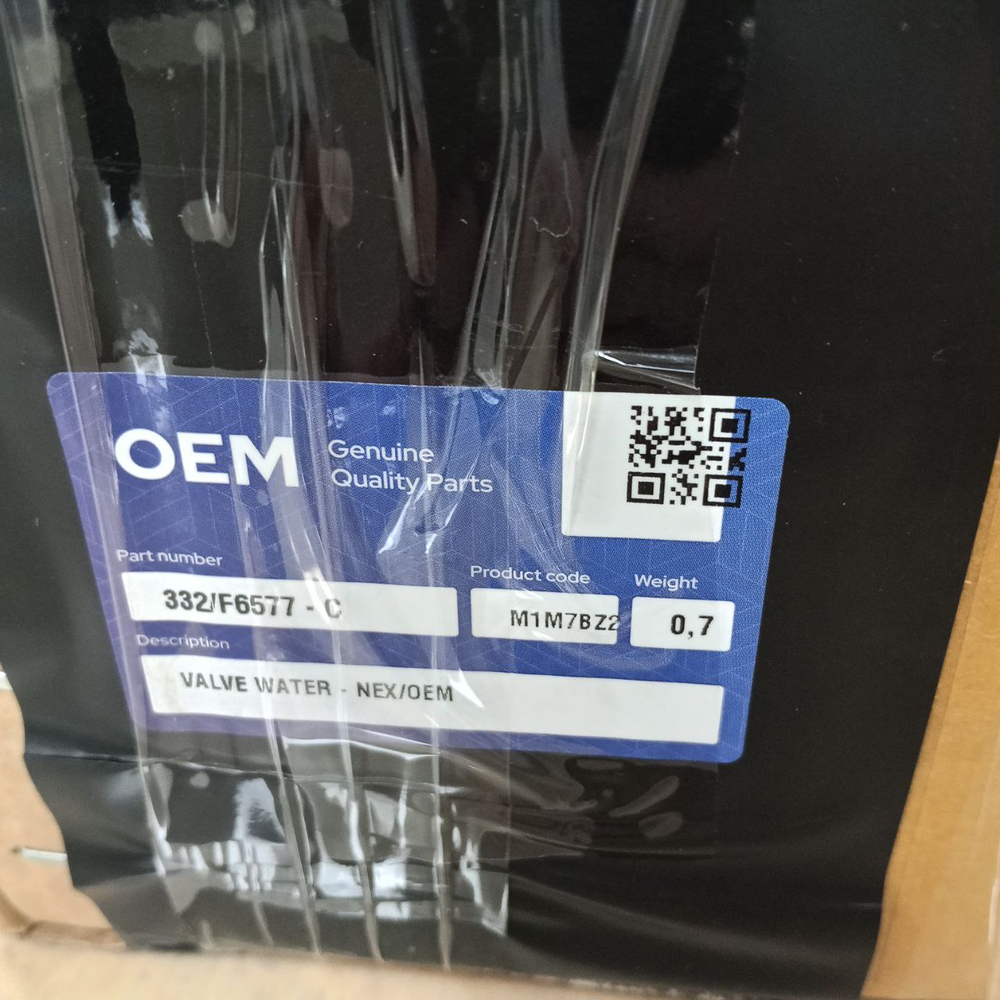 OEM
Genuine
Quality Parts
Part number
332/F6577 - C
Product code
M1M7BZ2
Weight
0,7
Description
VALVE WATER - NEX/OEM